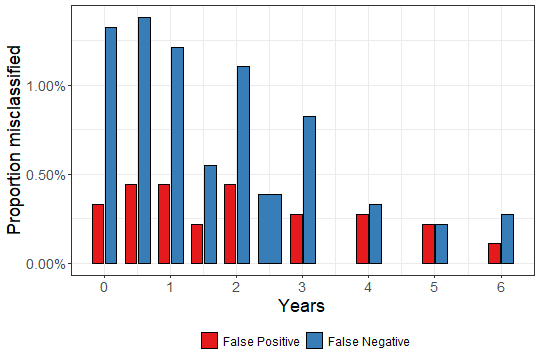 Proportion misclassified
1.00%
0.50%
0.00%
0 1 2 3 4 5 6
Years
False Positive False Negative